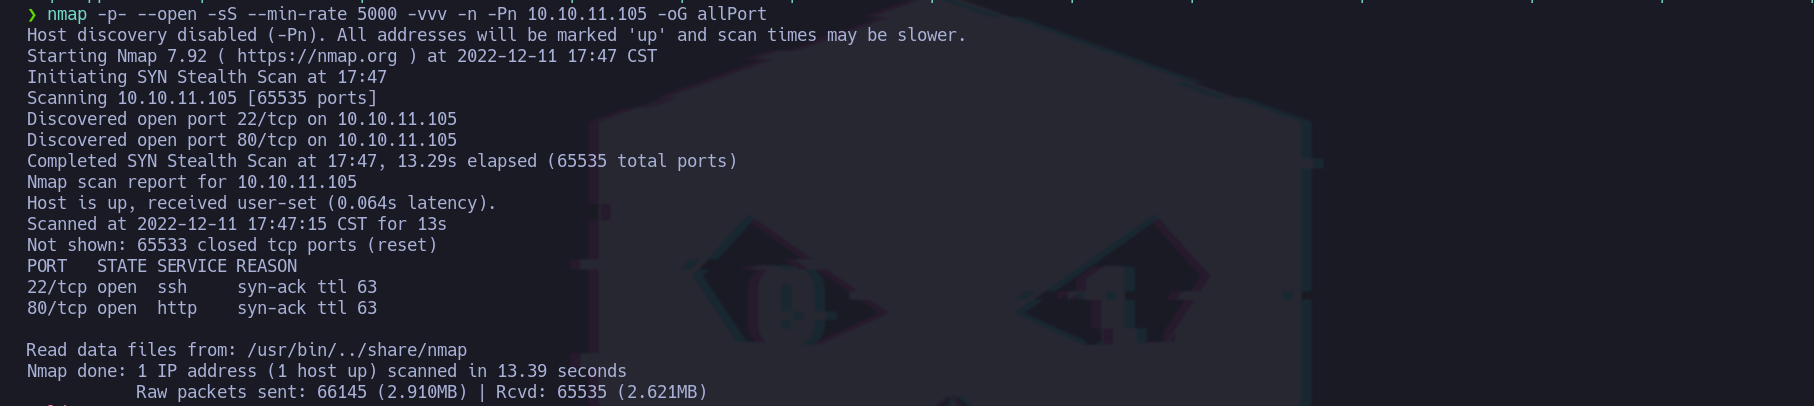 ❯ nmap -p- --open -sS --min-rate 5000 -vvv -n -Pn 10.10.11.105 -oG allPort
Host discovery disabled (-Pn). All addresses will be marked 'up' and scan times may be slower.
Starting Nmap 7.92 ( https://nmap.org ) at 2022-12-11 17:47 CST
Initiating SYN Stealth Scan at 17:47
Scanning 10.10.11.105 [65535 ports]
Discovered open port 22/tcp on 10.10.11.105
Discovered open port 80/tcp on 10.10.11.105
Completed SYN Stealth Scan at 17:47, 13.29s elapsed (65535 total ports)
Nmap scan report for 10.10.11.105
Host is up, received user-set (0.064s latency).
Scanned at 2022-12-11 17:47:15 CST for 13s
Not shown: 65533 closed tcp ports (reset)
PORT   STATE SERVICE REASON
22/tcp open  ssh     syn-ack ttl 63
80/tcp open  http    syn-ack ttl 63
Read data files from: /usr/bin/../share/nmap
Nmap done: 1 IP address (1 host up) scanned in 13.39 seconds
           Raw packets sent: 66145 (2.910MB) | Rcvd: 65535 (2.621MB)